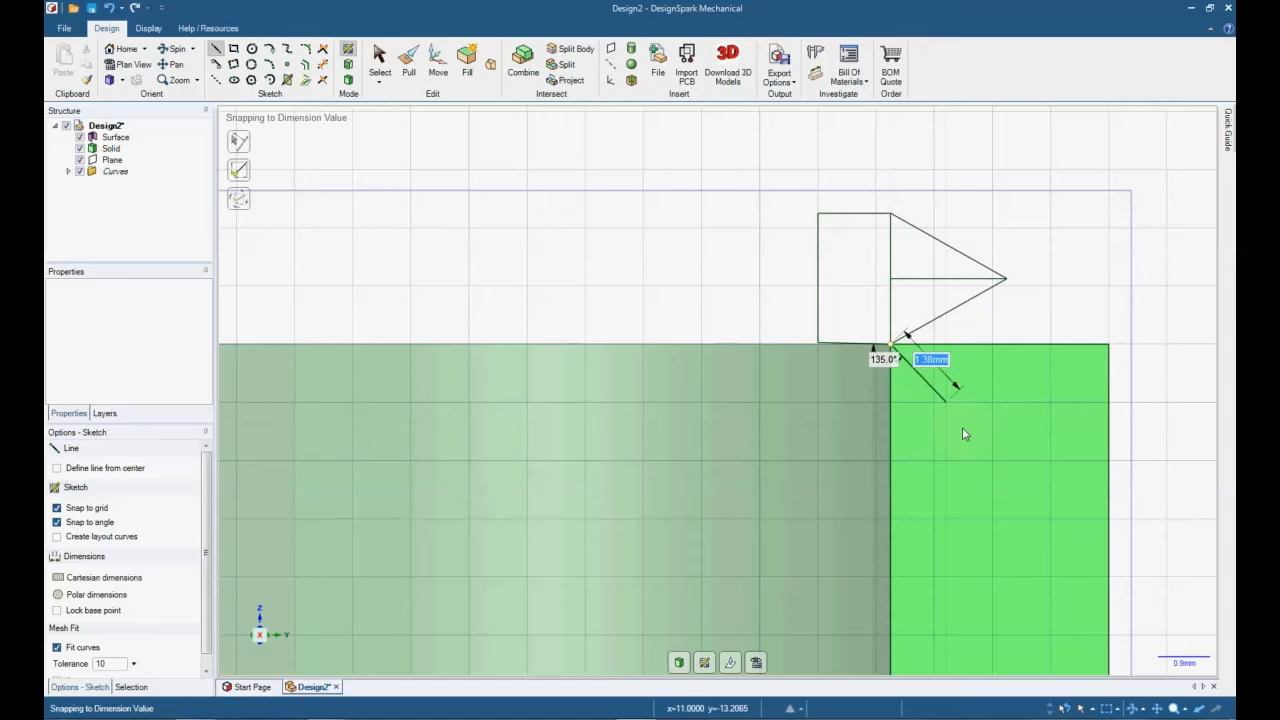 Design2 - DesignSpark Mechanical
File Design Display Help / Resources
Paste
Home
Plan View
Spin
Pan
Zoom
Select
Pull
Move
Fill
Combine
Split Body
Split
Project
File
Import PCB
Download 3D Models
Export Options
Bill Of Materials
BOM Quote
Clipboard Orient Sketch Mode Edit Intersect Insert Output Investigate Order
Structure
Design2*
Surface
Solid
Plane
Curves
Properties
Properties Layers
Options - Sketch
Line
Define line from center
Sketch
Snap to grid
Snap to angle
Create layout curves
Dimensions
Cartesian dimensions
Polar dimensions
Lock base point
Mesh Fit
Fit curves
Tolerance 10
Options - Sketch Selection
Snapping to Dimension Value
135.0°
1.38mm
Z
X
Y
0.9mm
Quick Guide
Start Page
Design2*
Snapping to Dimension Value
x=11.0000 y=-13.2065